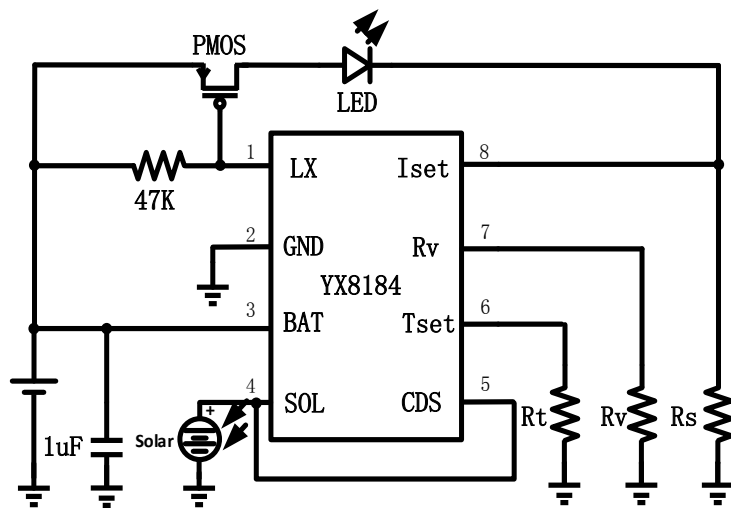 PMOS
LED
1
8
LX
Iset
47K
2
7
GND
Rv
YX8184
3
6
BAT
Tset
4
5
SOL
CDS
+
Solar
1uF
Rt
Rv
Rs